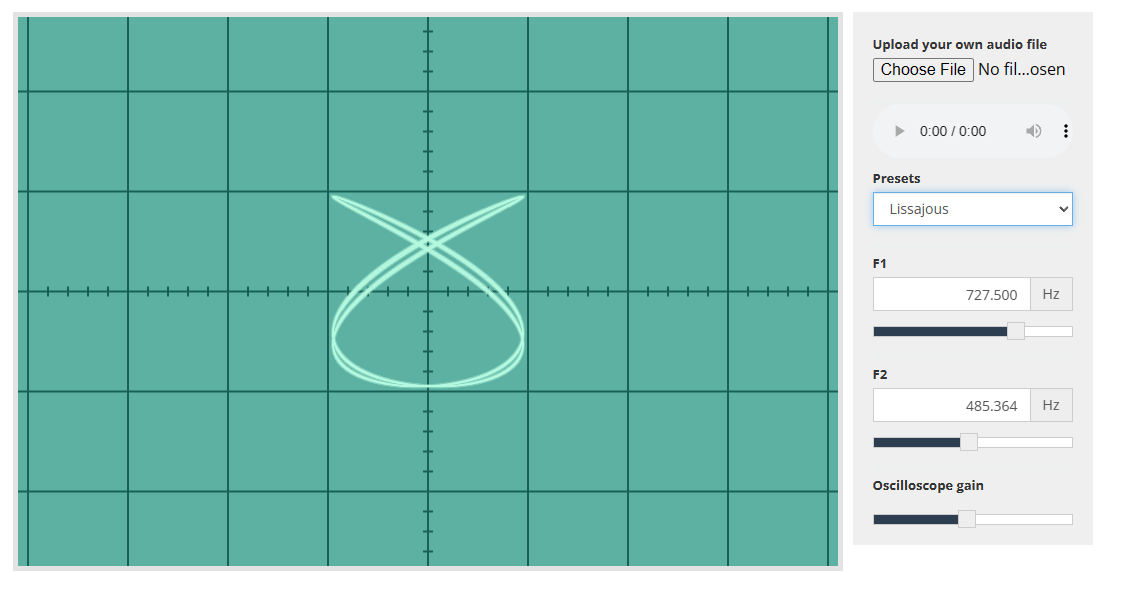 Upload your own audio file
Choose File No fil...osen
0:00 / 0:00
Presets
Lissajous
F1
727.500 Hz
F2
485.364 Hz
Oscilloscope gain